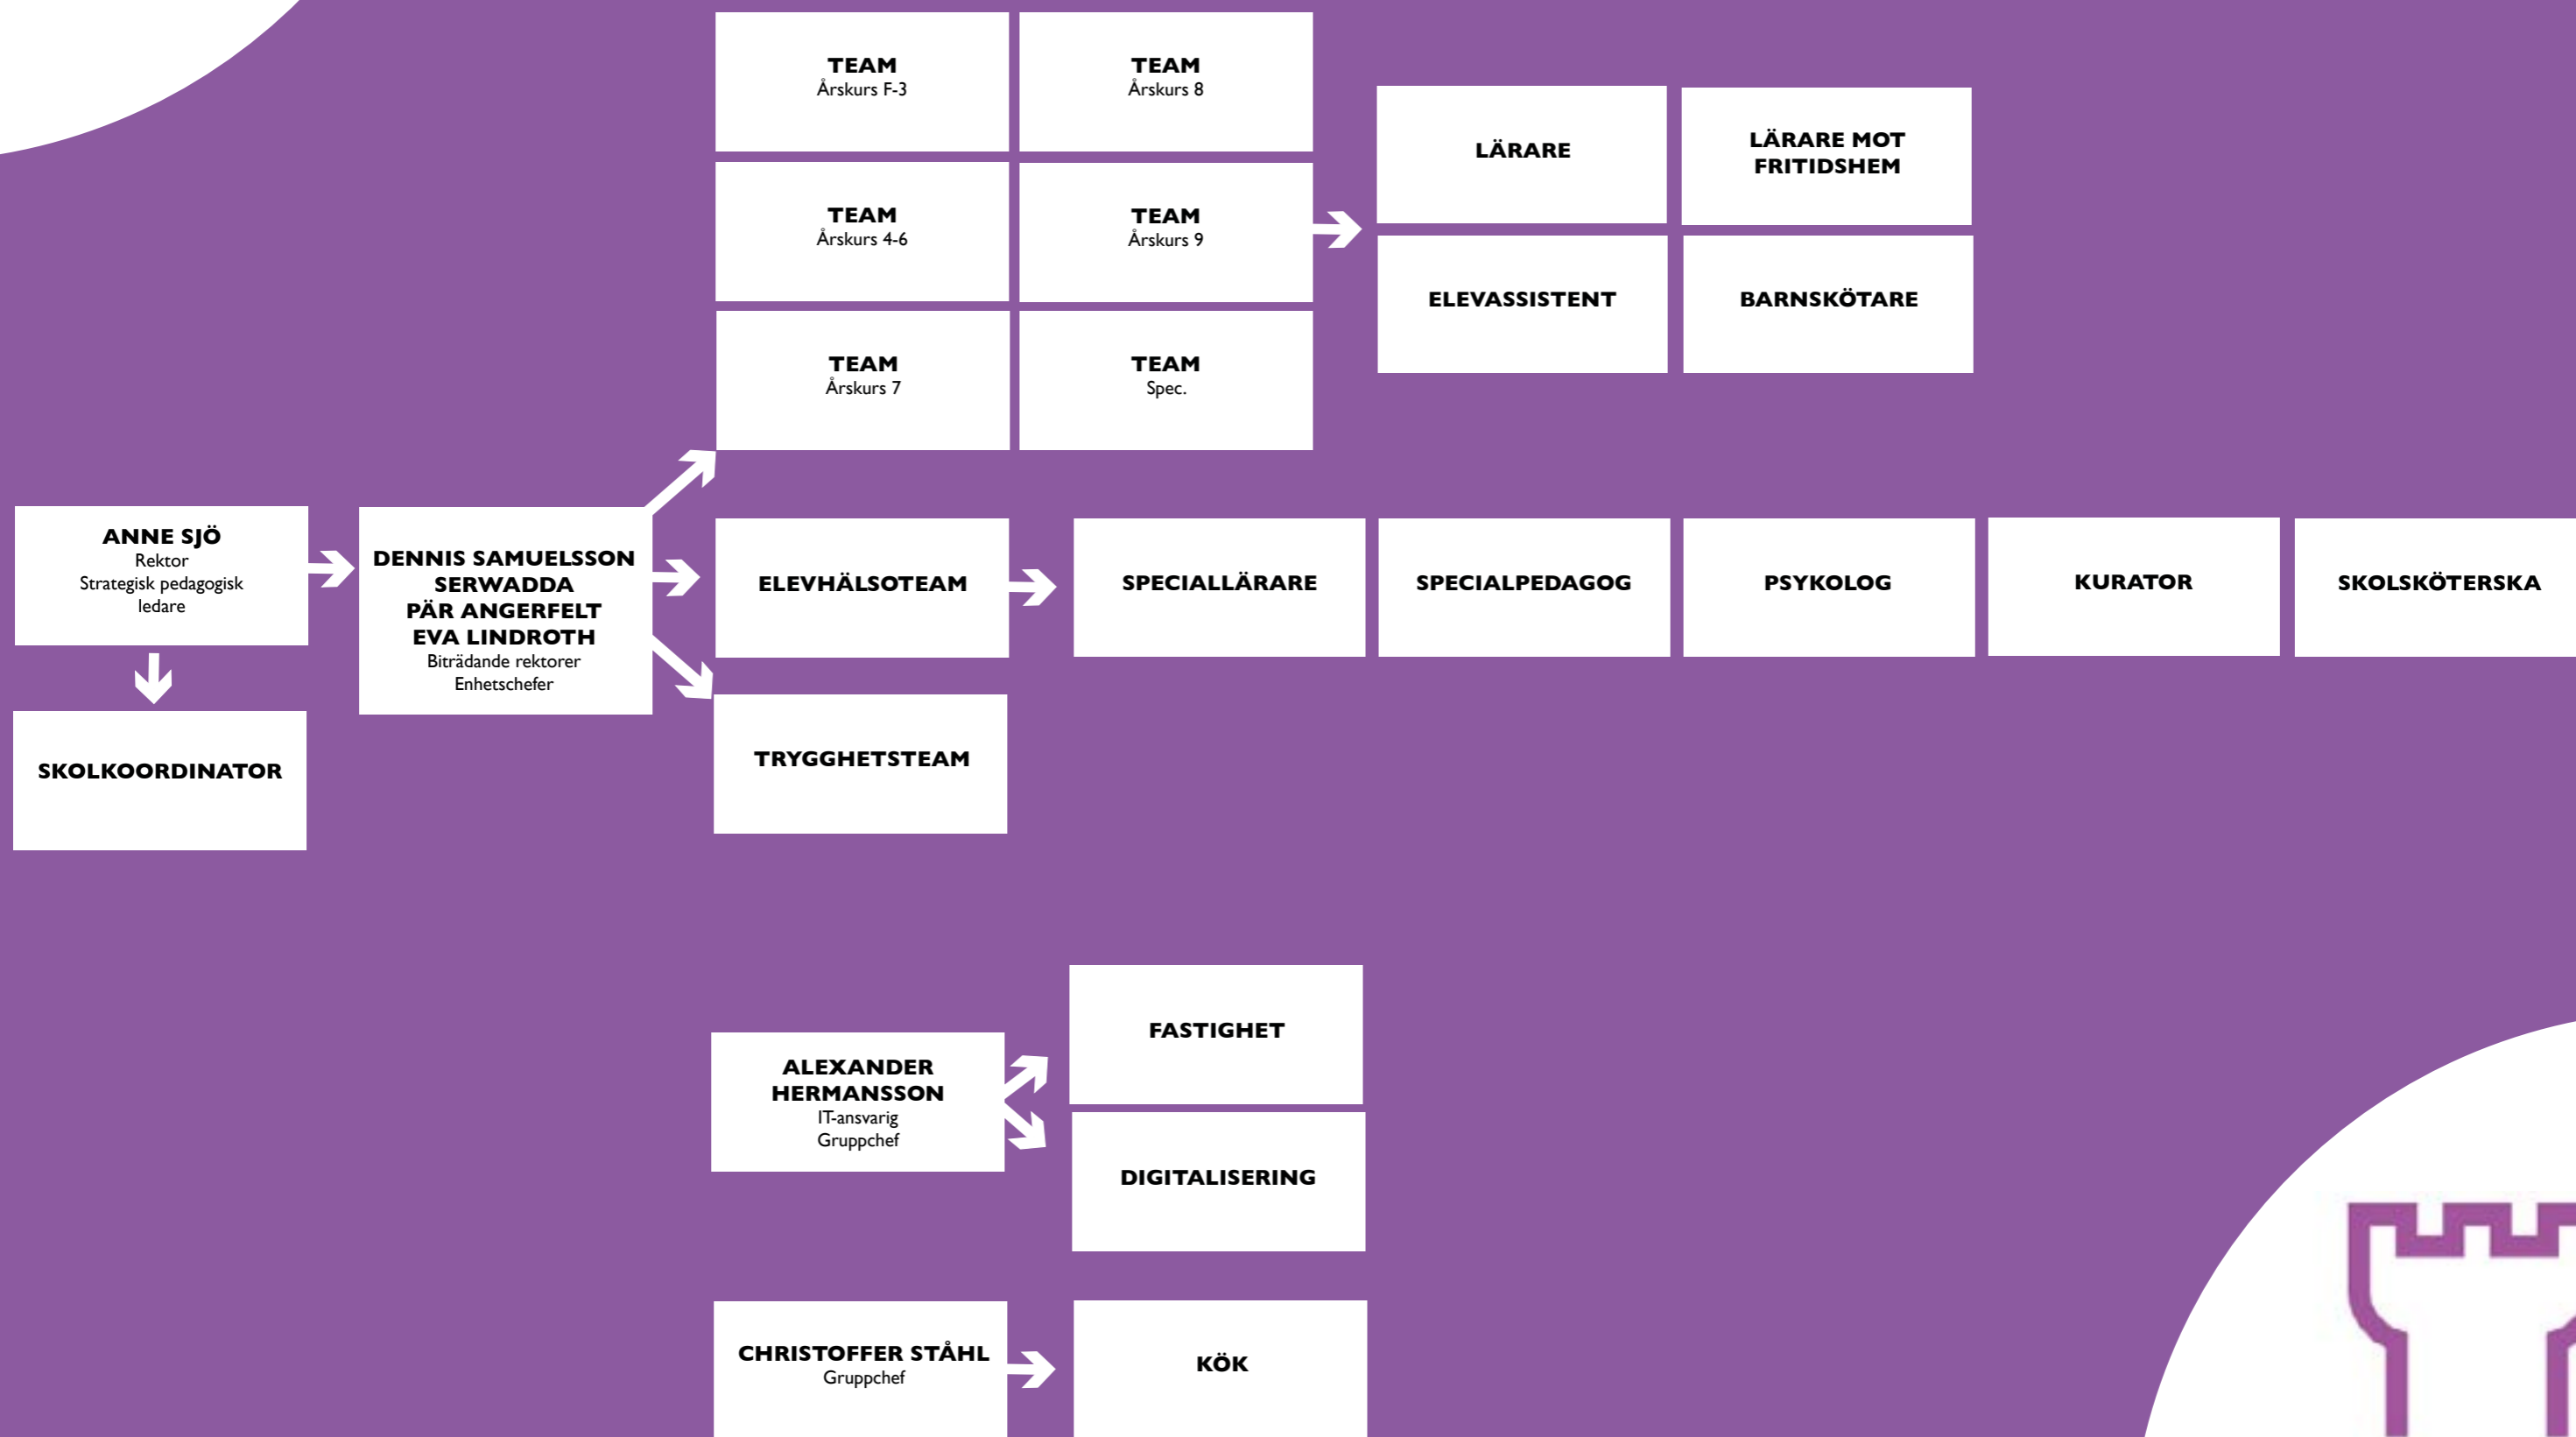 TEAM
Årskurs F-3
TEAM
Årskurs 8
TEAM
Årskurs 4-6
TEAM
Årskurs 9
TEAM
Årskurs 7
TEAM
Spec.
LÄRARE
LÄRARE MOT
FRITIDSHEM
ELEVASSISTENT
BARNSKÖTARE
ANNE SJÖ
Rektor
Strategisk pedagogisk
ledare
DENNIS SAMUELSSON
SERWADDA
PÄR ANGERFELT
EVA LINDROTH
Biträdande rektorer
Enhetschefer
ELEVHÄLSOTEAM
SPECIALLÄRARE
SPECIALPEDAGOG
PSYKOLOG
KURATOR
SKOLSKÖTERSKA
SKOLKOORDINATOR
TRYGGHETSTEAM
ALEXANDER
HERMANSSON
IT-ansvarig
Gruppchef
FASTIGHET
DIGITALISERING
CHRISTOFFER STÅHL
Gruppchef
KÖK